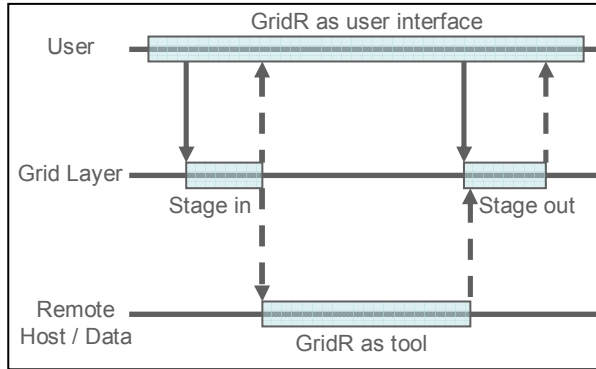 GridR as user interface
User
Grid Layer
Stage in
Stage out
Remote
Host / Data
GridR as tool